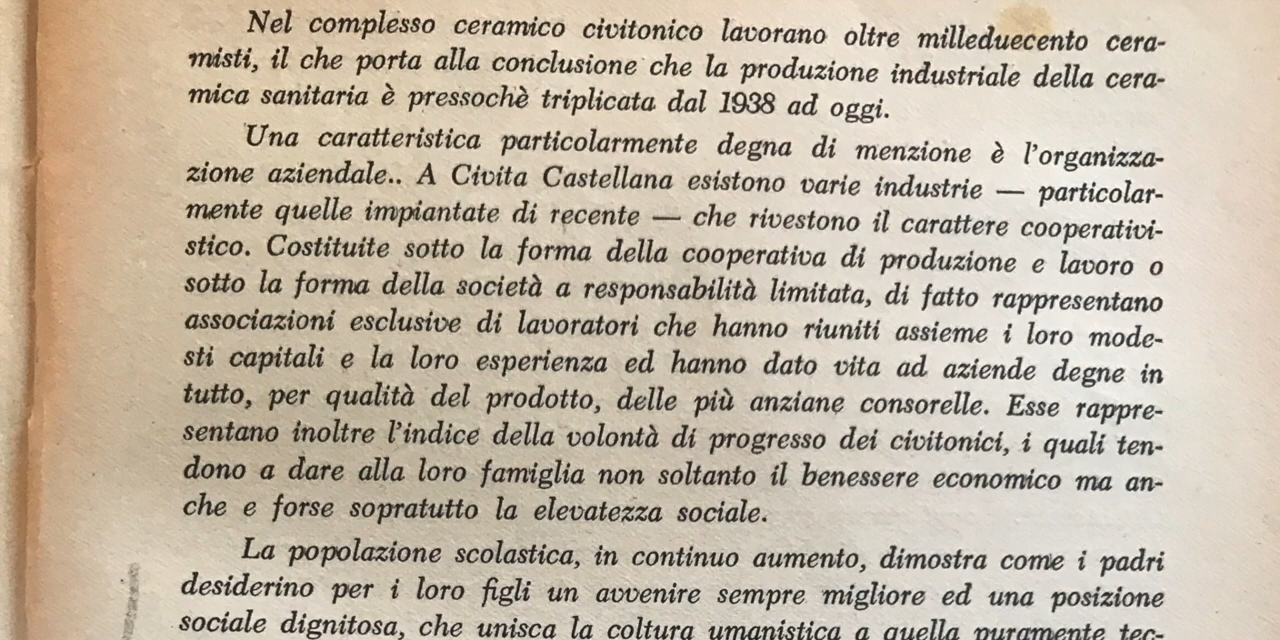 Nel complesso ceramico civitonico lavorano oltre milleduecento cera-
misti, il che porta alla conclusione che la produzione industriale della cera-
mica sanitaria è pressochè triplicata dal 1938 ad oggi.
Una caratteristica particolarmente degna di menzione è l'organizza-
zione aziendale.. A Civita Castellana esistono varie industrie — particolar-
mente quelle impiantate di recente — che rivestono il carattere cooperativi-
stico. Costituite sotto la forma della cooperativa di produzione e lavoro o
sotto la forma della società a responsabilità limitata, di fatto rappresentano
associazioni esclusive di lavoratori che hanno riuniti assieme i loro mode-
sti capitali e la loro esperienza ed hanno dato vita ad aziende degne in
tutto, per qualità del prodotto, delle più anziane consorelle. Esse rappre-
sentano inoltre l'indice della volontà di progresso dei civitonici, i quali ten-
dono a dare alla loro famiglia non soltanto il benessere economico ma an-
che e forse sopratutto la elevatezza sociale.
La popolazione scolastica, in continuo aumento, dimostra come i padri
desiderino per i loro figli un avvenire sempre migliore ed una posizione
sociale dignitosa, che unisca la coltura umanistica a quella puramente tec-